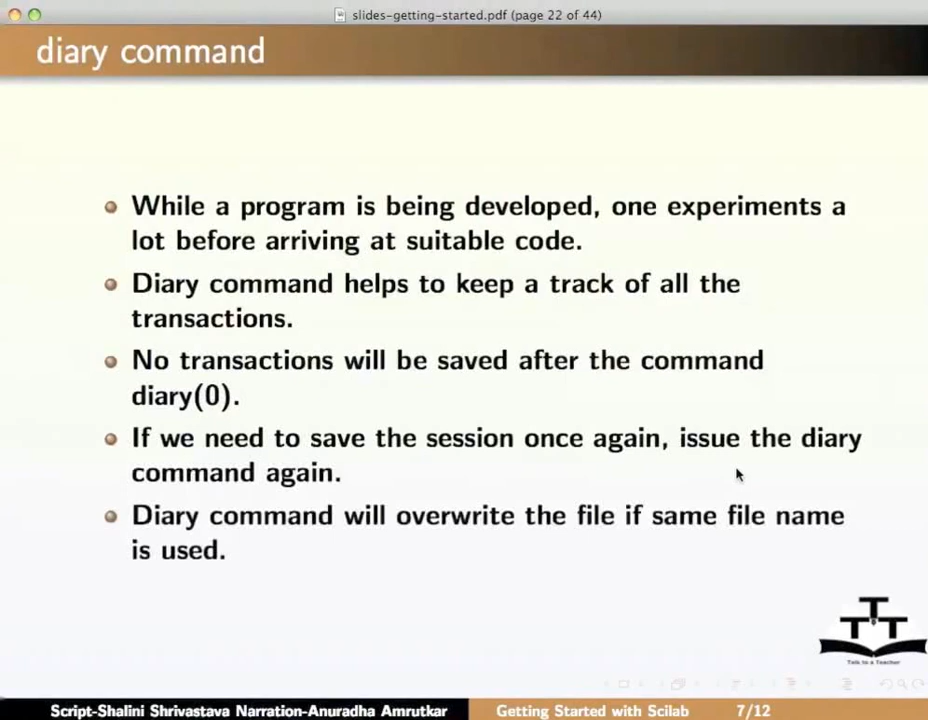 slides-getting-started.pdf (page 22 of 44)
diary command
While a program is being developed, one experiments a
lot before arriving at suitable code.
Diary command helps to keep a track of all the
transactions.
No transactions will be saved after the command
diary(0).
If we need to save the session once again, issue the diary
command again.
Diary command will overwrite the file if same file name
is used.
T T T
Talk to a Teacher
Script-Shalini Shrivastava Narration-Anuradha Amrutkar
Getting Started with Scilab
7/12